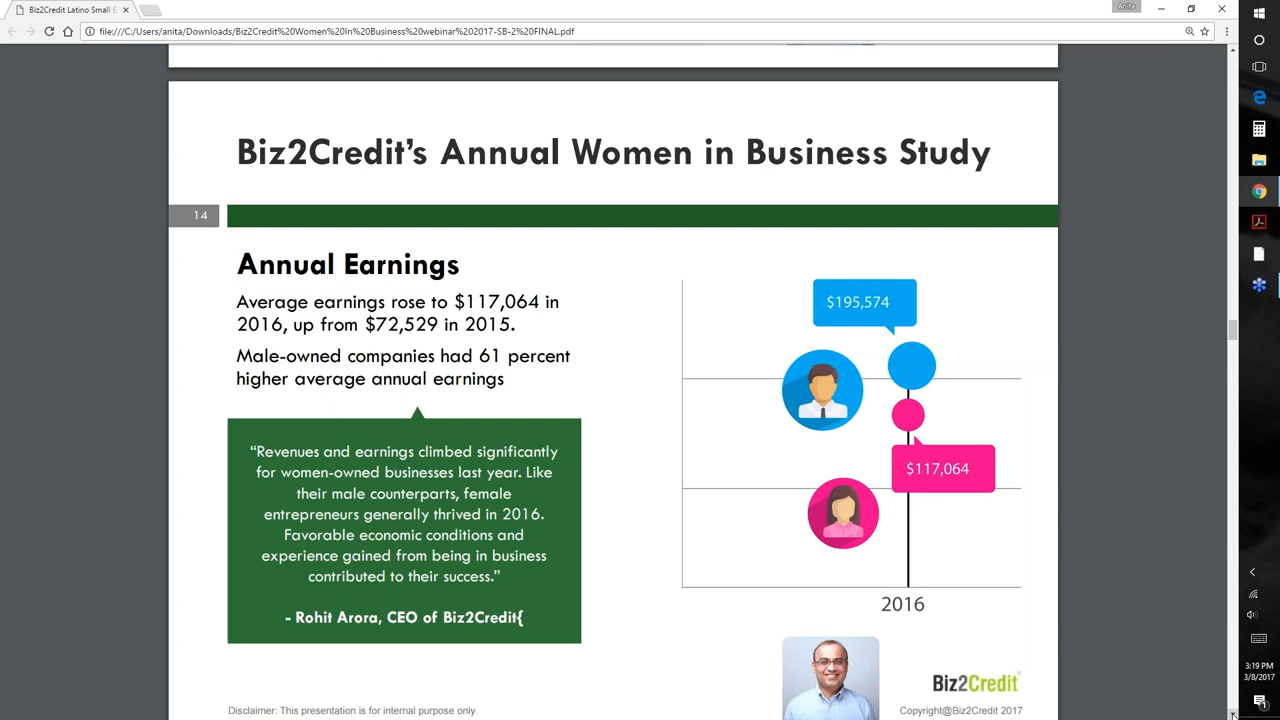 Biz2Credit Latino Small B
Anita
file:///C:/Users/anita/Downloads/Biz2Credit%20Women%20In%20Business%20webinar%202017-SB-2%20FINAL.pdf
Biz2Credit's Annual Women in Business Study
14
Annual Earnings
Average earnings rose to $117,064 in
2016, up from $72,529 in 2015.
Male-owned companies had 61 percent
higher average annual earnings
“Revenues and earnings climbed significantly
for women-owned businesses last year. Like
their male counterparts, female
entrepreneurs generally thrived in 2016.
Favorable economic conditions and
experience gained from being in business
contributed to their success.”
- Rohit Arora, CEO of Biz2Credit{
$195,574
$117,064
2016
Biz2Credit
Disclaimer: This presentation is for internal purpose only.
Copyright@Biz2Credit 2017
3:19 PM
3/8/2017